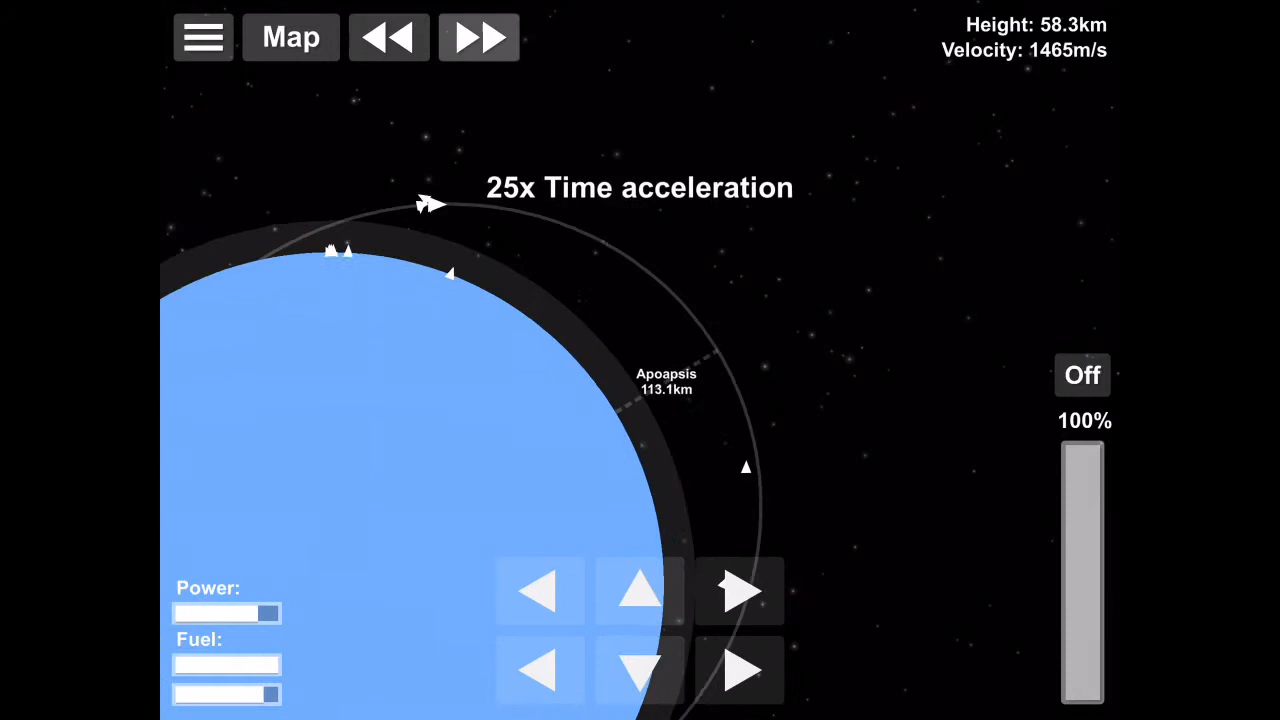 Map
Height: 58.3km
Velocity: 1465m/s
25x Time acceleration
Apoapsis
113.1km
Off
100%
Power:
Fuel: